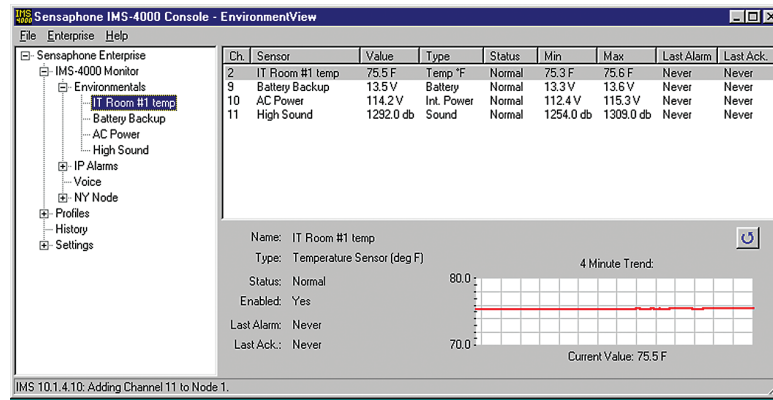 IMS 4000 Sensaphone IMS-4000 Console - EnvironmentView
File Enterprise Help
Sensaphone Enterprise
IMS-4000 Monitor
Environmentals
IT Room #1 temp
Battery Backup
AC Power
High Sound
IP Alarms
Voice
NY Node
Profiles
History
Settings
Ch. Sensor Value Type Status Min Max Last Alarm Last Ack.
2 IT Room #1 temp 75.5 F Temp °F Normal 75.3 F 75.6 F Never Never
9 Battery Backup 13.5 V Battery Normal 13.3 V 13.6 V Never Never
10 AC Power 114.2 V Int. Power Normal 112.4 V 115.3 V Never Never
11 High Sound 1292.0 db Sound Normal 1254.0 db 1309.0 db Never Never
Name: IT Room #1 temp
Type: Temperature Sensor (deg F)
Status: Normal
Enabled: Yes
Last Alarm: Never
Last Ack.: Never
4 Minute Trend:
80.0
70.0
Current Value: 75.5 F
IMS 10.1.4.10: Adding Channel 11 to Node 1.